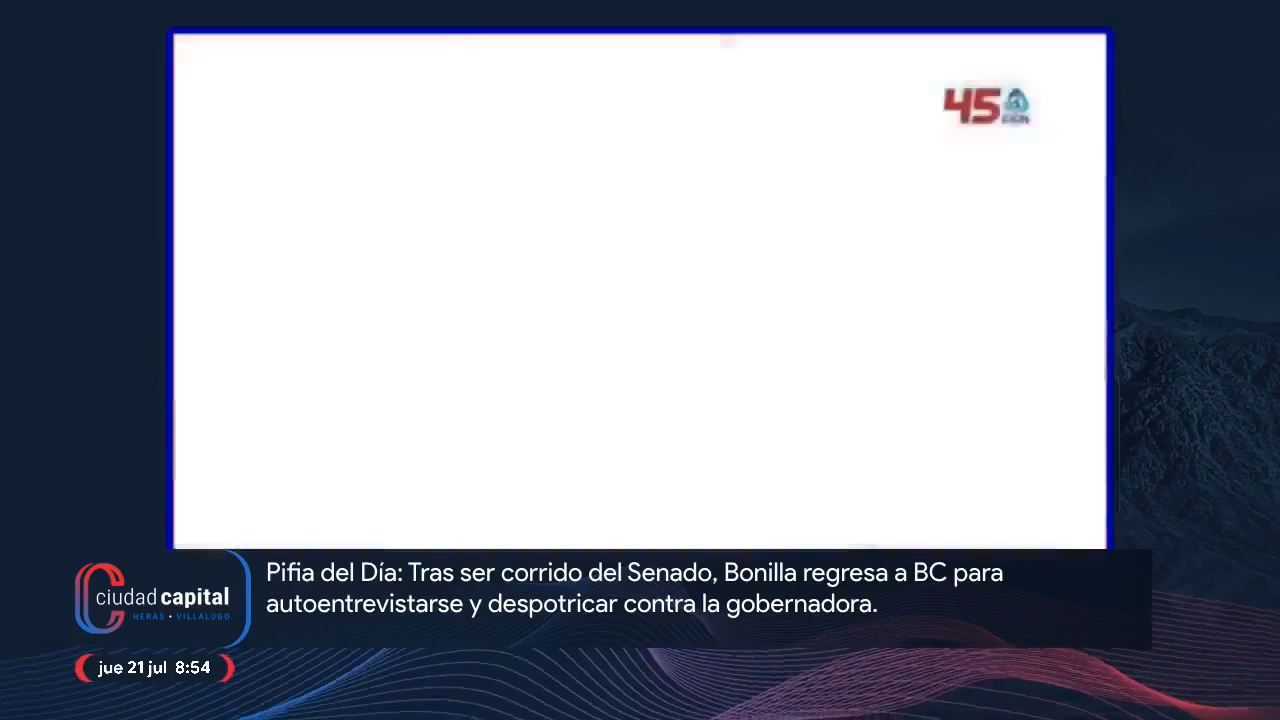 45
Pifia del Día: Tras ser corrido del Senado, Bonilla regresa a BC para
autoentrevistarse y despotricar contra la gobernadora.
ciudad capital
HERAS • VILLALUGO
jue 21 jul 8:54